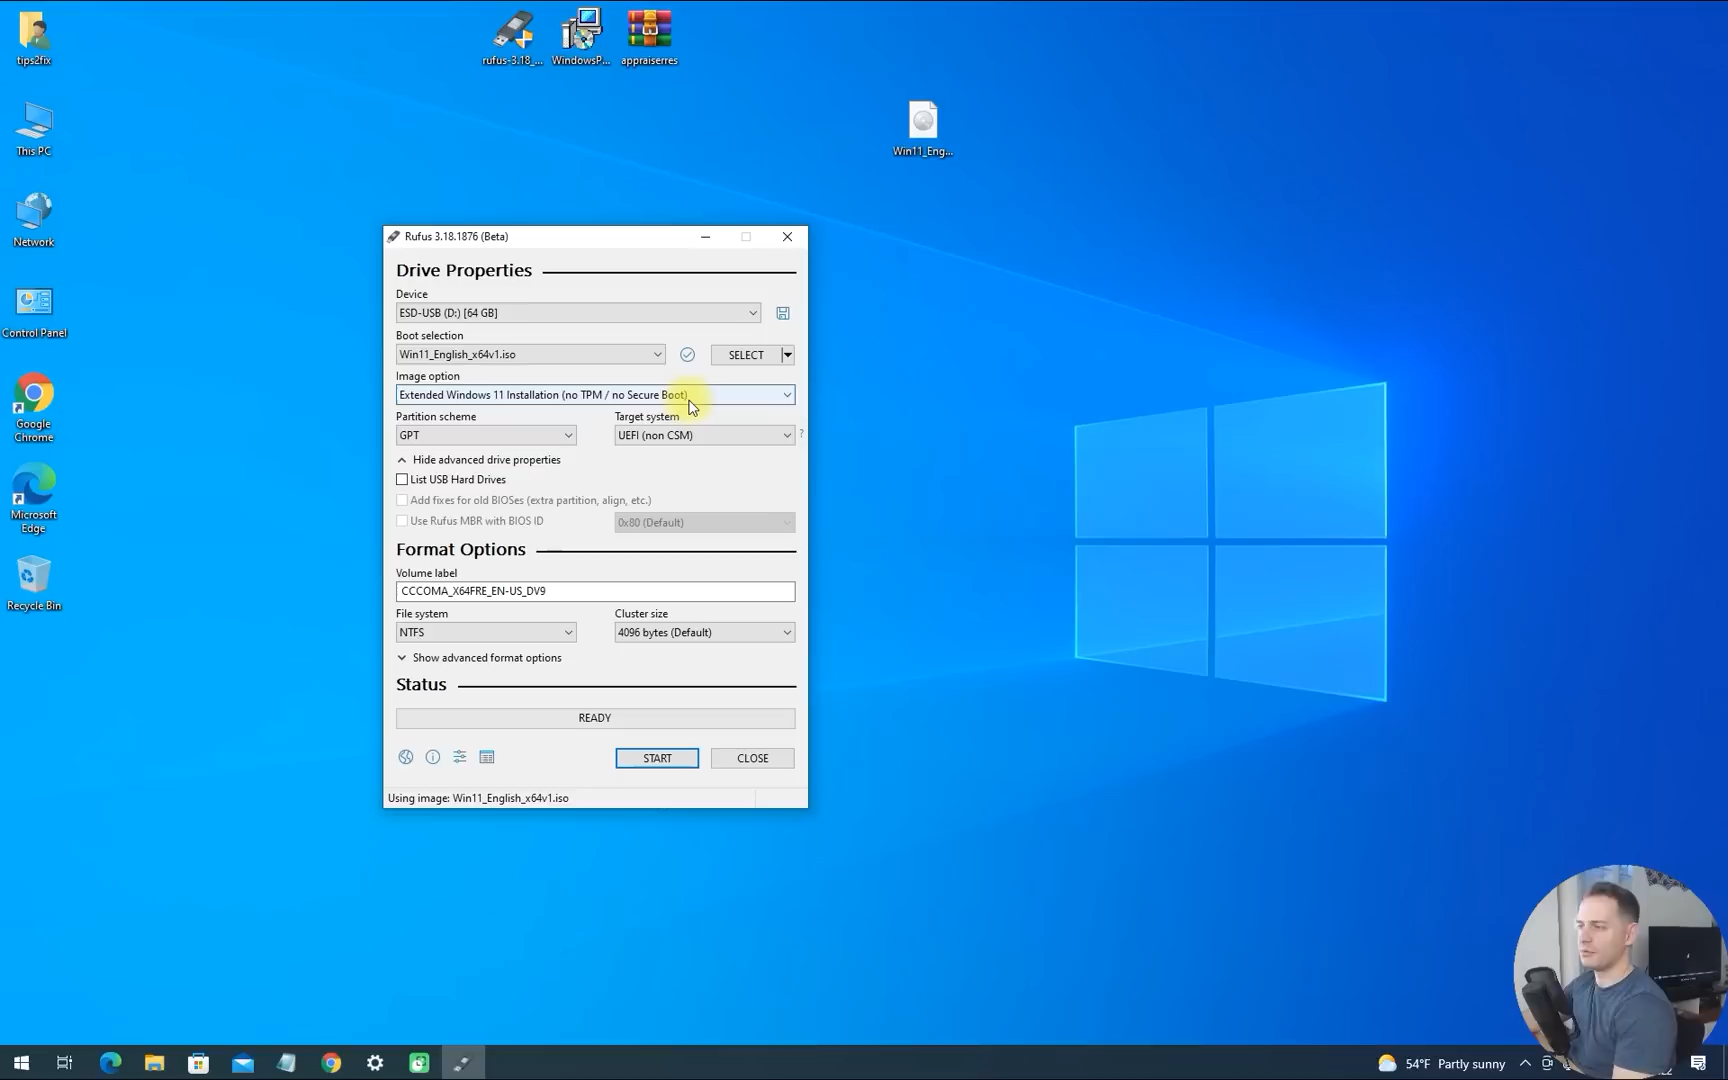 tips2fix
This PC
Network
Control Panel
Google
Chrome
Microsoft
Edge
Recycle Bin
rufus-3.18_...
WindowsP...
appraiserres
Win11_Eng...
Rufus 3.18.1876 (Beta)
Drive Properties
Device
ESD-USB (D:) [64 GB]
Boot selection
Win11_English_x64v1.iso
SELECT
Image option
Extended Windows 11 Installation (no TPM / no Secure Boot)
Partition scheme
Target system
GPT
UEFI (non CSM)
?
Hide advanced drive properties
List USB Hard Drives
Add fixes for old BIOSes (extra partition, align, etc.)
Use Rufus MBR with BIOS ID
0x80 (Default)
Format Options
Volume label
CCCOMA_X64FRE_EN-US_DV9
File system
Cluster size
NTFS
4096 bytes (Default)
Show advanced format options
Status
READY
START
CLOSE
Using image: Win11_English_x64v1.iso
54°F Partly sunny